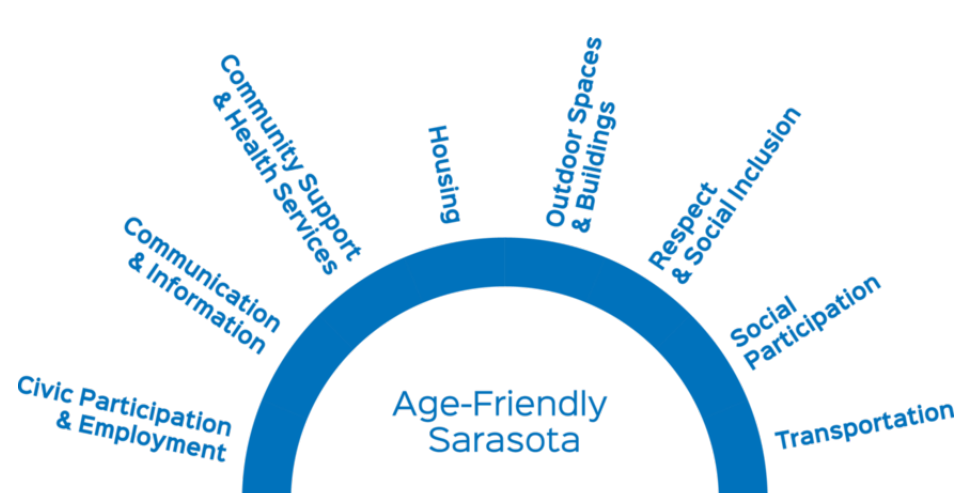 Civic Participation
& Employment
Communication
& Information
Community Support
& Health Services
Housing
Outdoor Spaces
& Buildings
Respect
& Social Inclusion
Social
Participation
Transportation
Age-Friendly
Sarasota